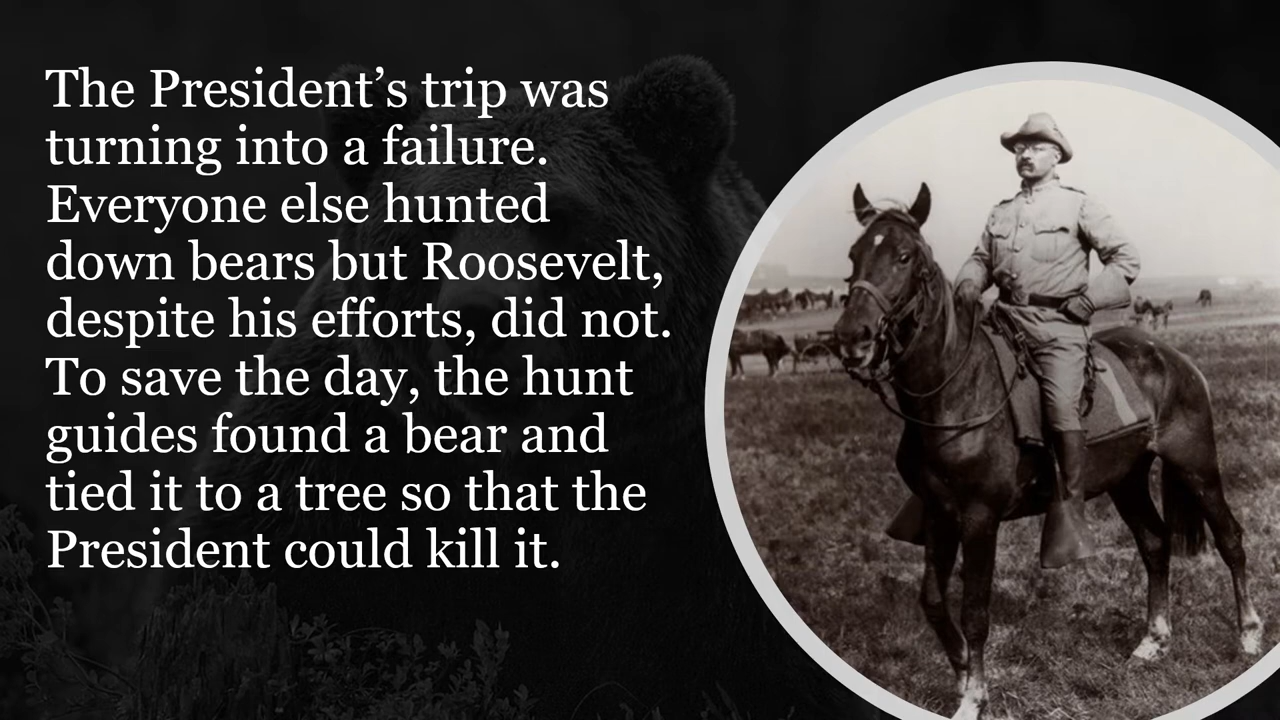 The President’s trip was
turning into a failure.
Everyone else hunted
down bears but Roosevelt,
despite his efforts, did not.
To save the day, the hunt
guides found a bear and
tied it to a tree so that the
President could kill it.